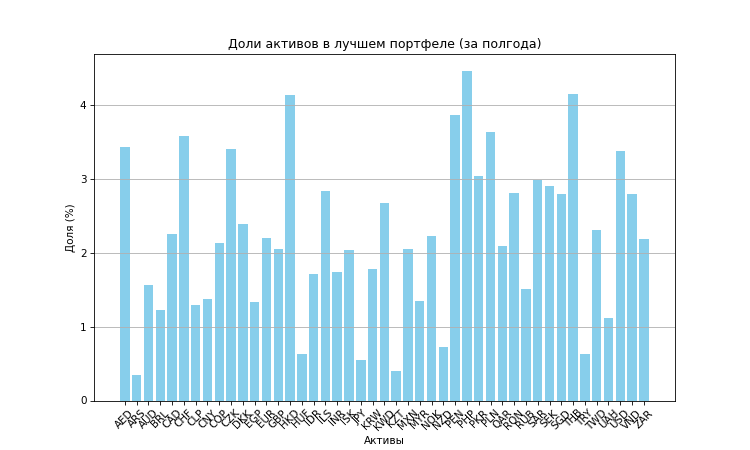 Доли активов в лучшем портфеле (за полгода)
Доля (%)
4
3
2
1
0
AED ARS AUD BRL CAD CHF CLP CNY COP CZK DKK EGP EUR GBP HKD HUF IDR ILS INR ISK JPY KRW KWD KZT MXN MYR NOK NZD PEN PHP PKR PLN QAR RON RUB SAR SEK SGD THB TRY TWD UAH USD VND ZAR
Активы